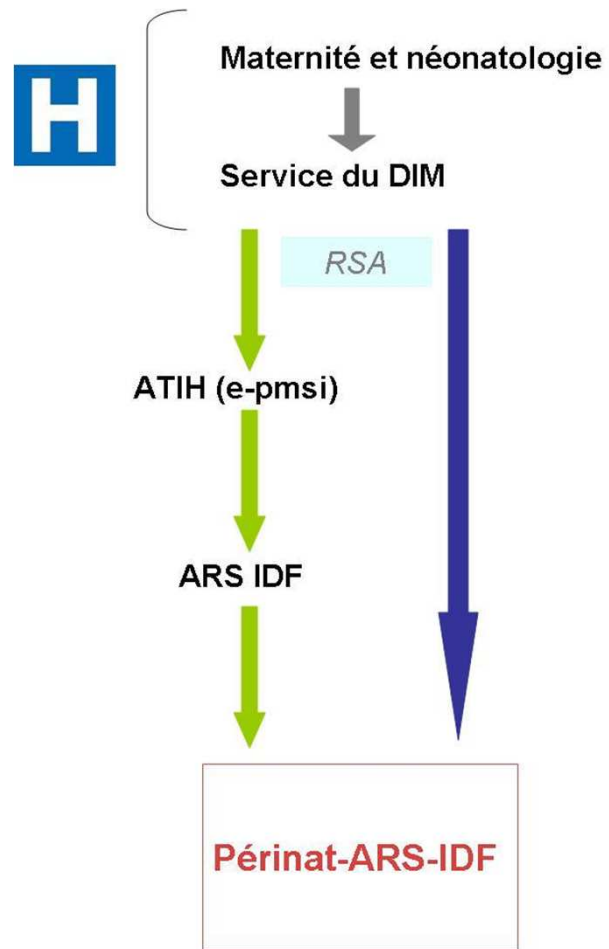 H
Maternité et néonatologie
Service du DIM
RSA
ATIH (e-pmsi)
ARS IDF
Périnat-ARS-IDF